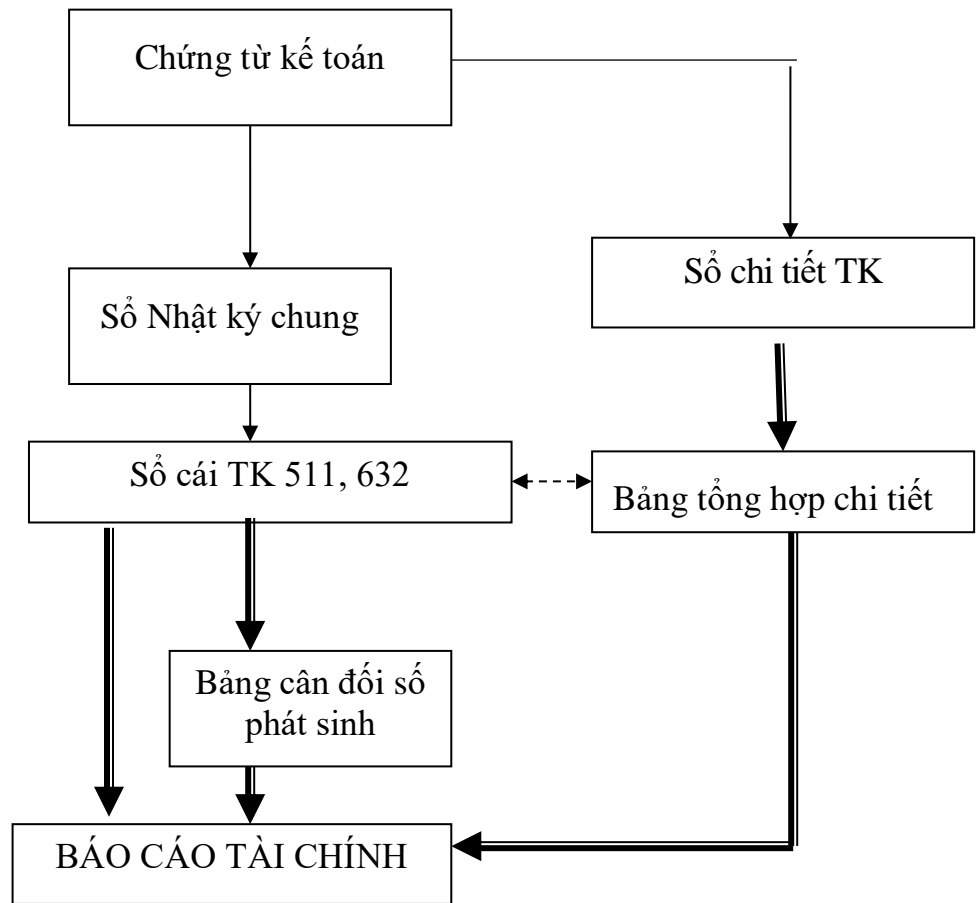 Chứng từ kế toán
Sổ chi tiết TK
Sổ Nhật ký chung
Sổ cái TK 511, 632
Bảng tổng hợp chi tiết
Bảng cân đối số
phát sinh
BÁO CÁO TÀI CHÍNH